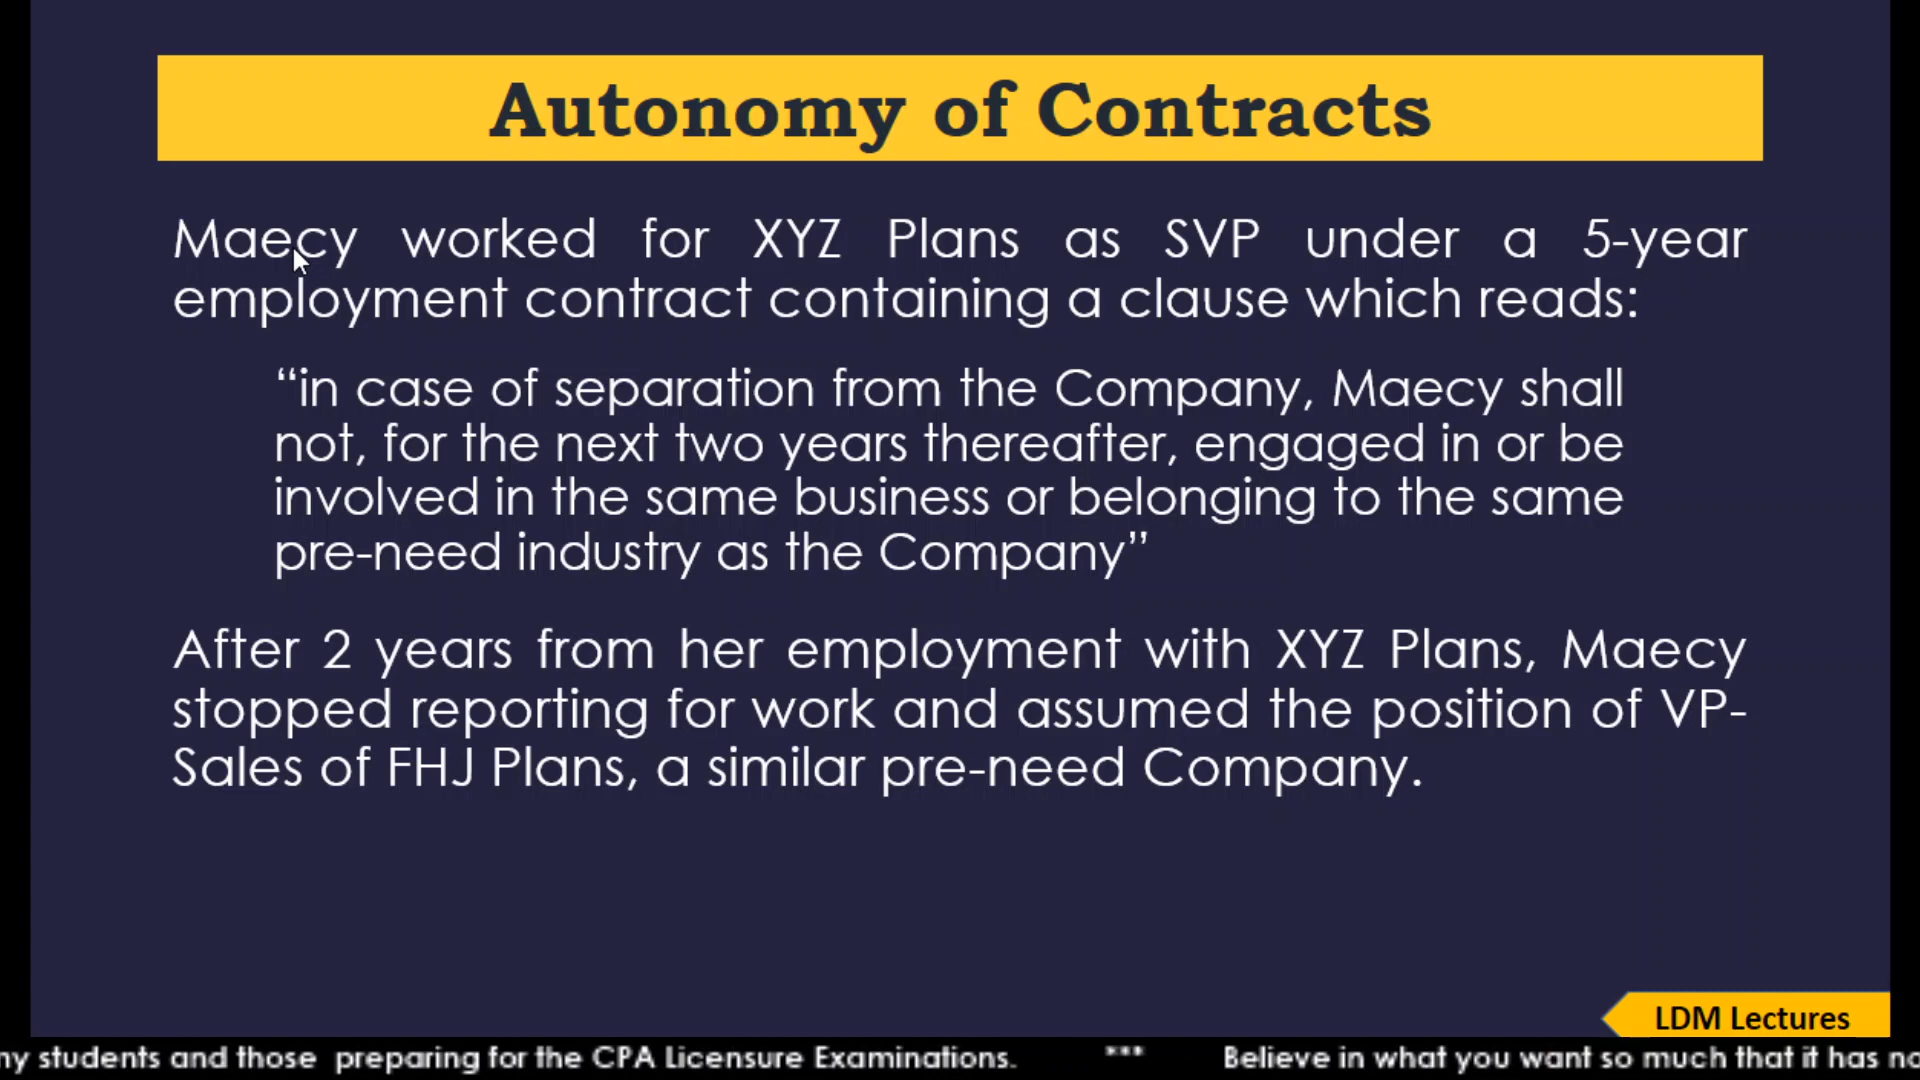 Autonomy of Contracts
Maecy worked for XYZ Plans as SVP under a 5-year
employment contract containing a clause which reads:
“in case of separation from the Company, Maecy shall
not, for the next two years thereafter, engaged in or be
involved in the same business or belonging to the same
pre-need industry as the Company”
After 2 years from her employment with XYZ Plans, Maecy
stopped reporting for work and assumed the position of VP-
Sales of FHJ Plans, a similar pre-need Company.
LDM Lectures
students and those preparing for the CPA Licensure Examinations. *** Believe in what you want so much that it has